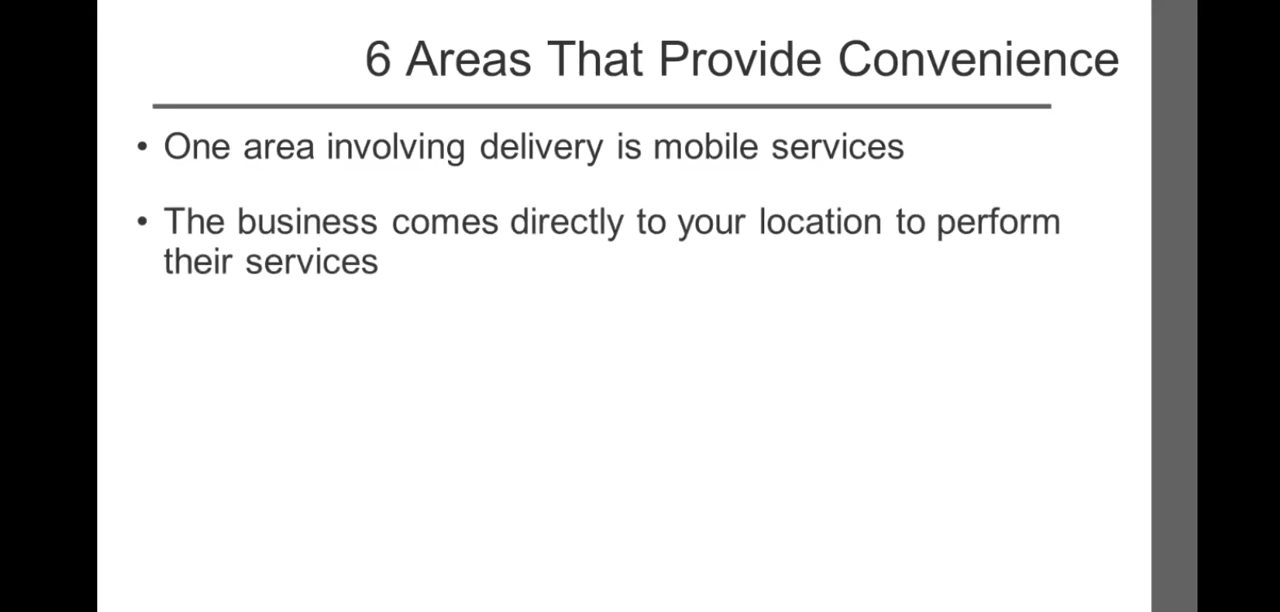 6 Areas That Provide Convenience
• One area involving delivery is mobile services
• The business comes directly to your location to perform
their services